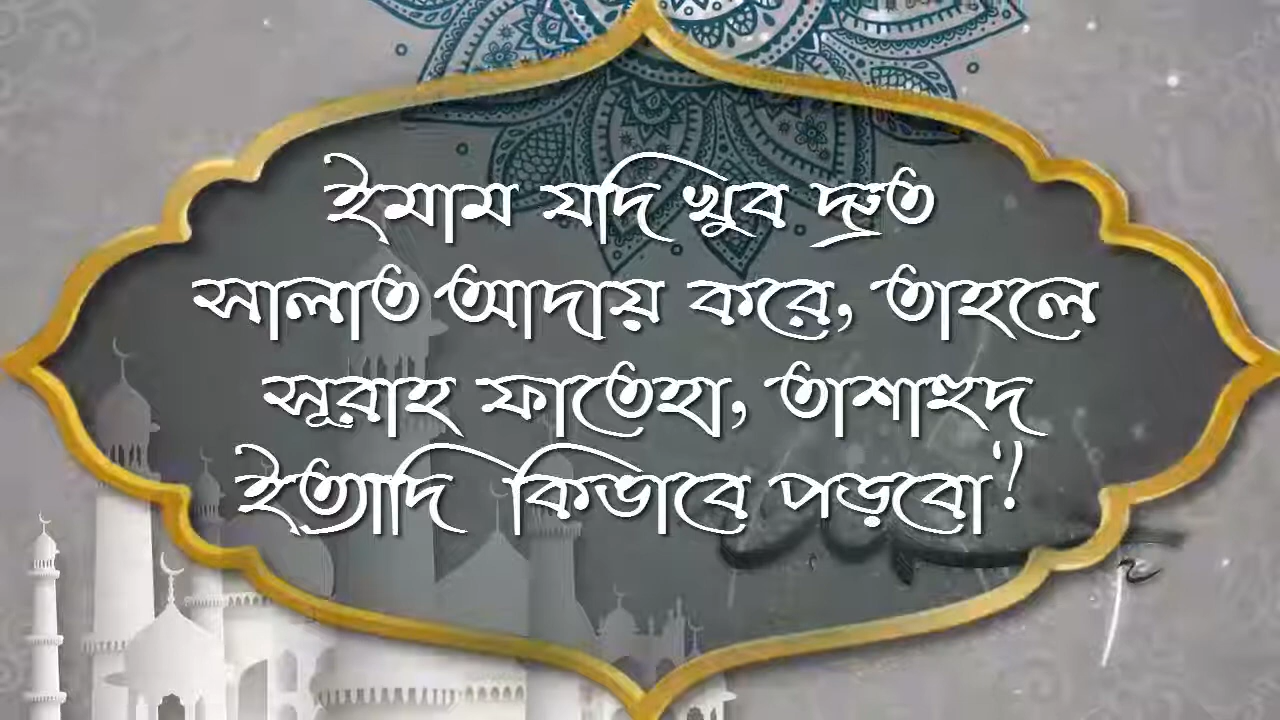 ইমাম যদি খুব দ্রুত
সালাত আদায় করে, তাহলে
সূরাহ ফাতেহা, তাশাহুদ
ইত্যাদি কিভাবে পড়বো?